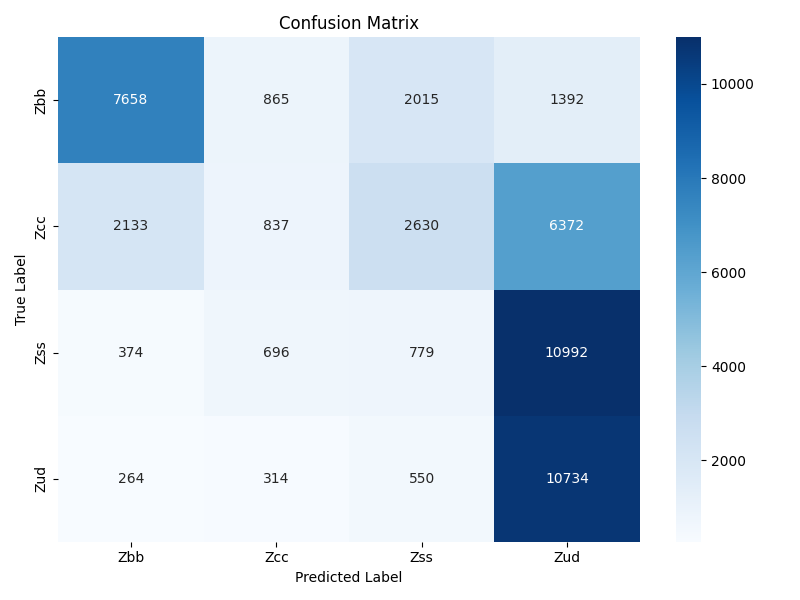 Confusion Matrix
Zbb 7658 865 2015 1392
Zcc 2133 837 2630 6372
Zss 374 696 779 10992
Zud 264 314 550 10734
Zbb Zcc Zss Zud
Predicted Label
True Label
10000
8000
6000
4000
2000